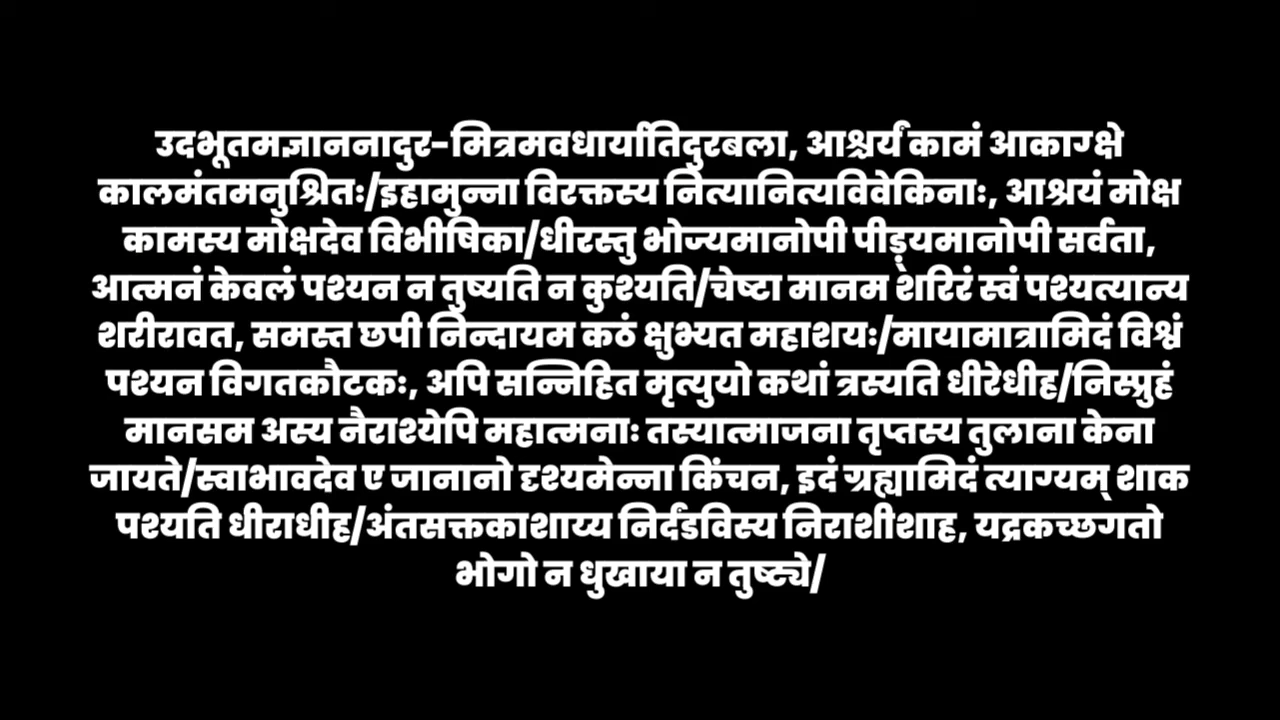 उदभूतमज्ञाननादुर-मित्रमवधार्यातिदुरबला, आश्चर्यं कामं आकाग्क्षे
कालमंतमनुश्रितः/इहामुन्ना विरक्तस्य नित्यानित्यविवेकिनाः, आश्रयं मोक्ष
कामस्य मोक्षदेव विभीषिका/धीरस्तु भोज्यमानोपी पीड़्यमानोपी सर्वता,
आत्मनं केवलं पश्यन न तुष्यति न कुश्यति/चेष्टा मानम शे़रिरं स्वं पश्यत्यान्य
शरीरावत, समस्त छपी निन्दायम कठं क्षुभ्यत महाशयः/मायामात्रामिदं विश्वं
पश्यन विगतकौटकः, अपि सन्निहित मृत्युयो कथां त्रस्यति धीरेधीह/निस्प्रुहं
मानसम अस्य नैराश्येपि महात्मनाः तस्यात्माजना तृप्तस्य तुलाना केना
जायते/स्वाभावदेव ए जानानो दृश्यमेन्ना किंचन, इदं ग्रह्यामिदं त्याग्यम् शाक
पश्यति धीराधीह/अंतसक्तकाशाय्य निर्दंडविस्य निराशीशाह, यद्रकच्छगतो
भोगो न धुखाया न तुष्ट्ये/